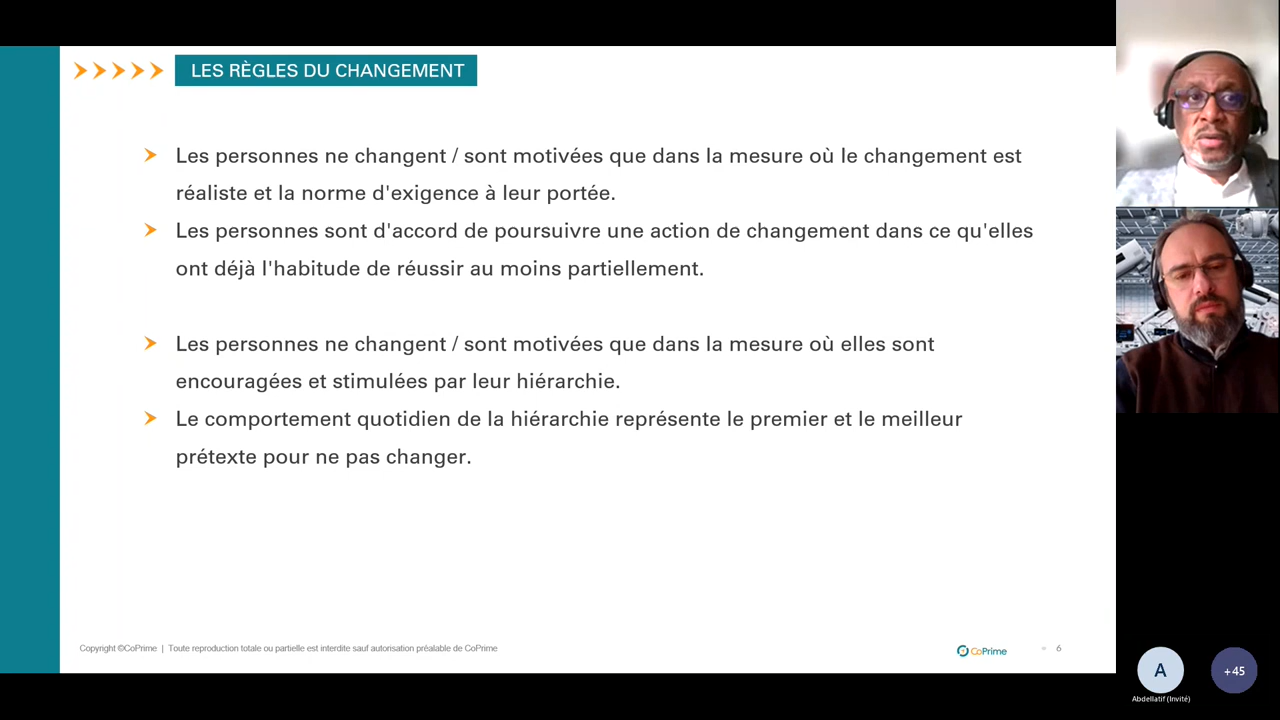 LES RÈGLES DU CHANGEMENT
Les personnes ne changent / sont motivées que dans la mesure où le changement est
réaliste et la norme d'exigence à leur portée.
Les personnes sont d'accord de poursuivre une action de changement dans ce qu'elles
ont déjà l'habitude de réussir au moins partiellement.
Les personnes ne changent / sont motivées que dans la mesure où elles sont
encouragées et stimulées par leur hiérarchie.
Le comportement quotidien de la hiérarchie représente le premier et le meilleur
prétexte pour ne pas changer.
Copyright ©CoPrime | Toute reproduction totale ou partielle est interdite sauf autorisation préalable de CoPrime
CoPrime
6
A
Abdellatif (Invité)
+45